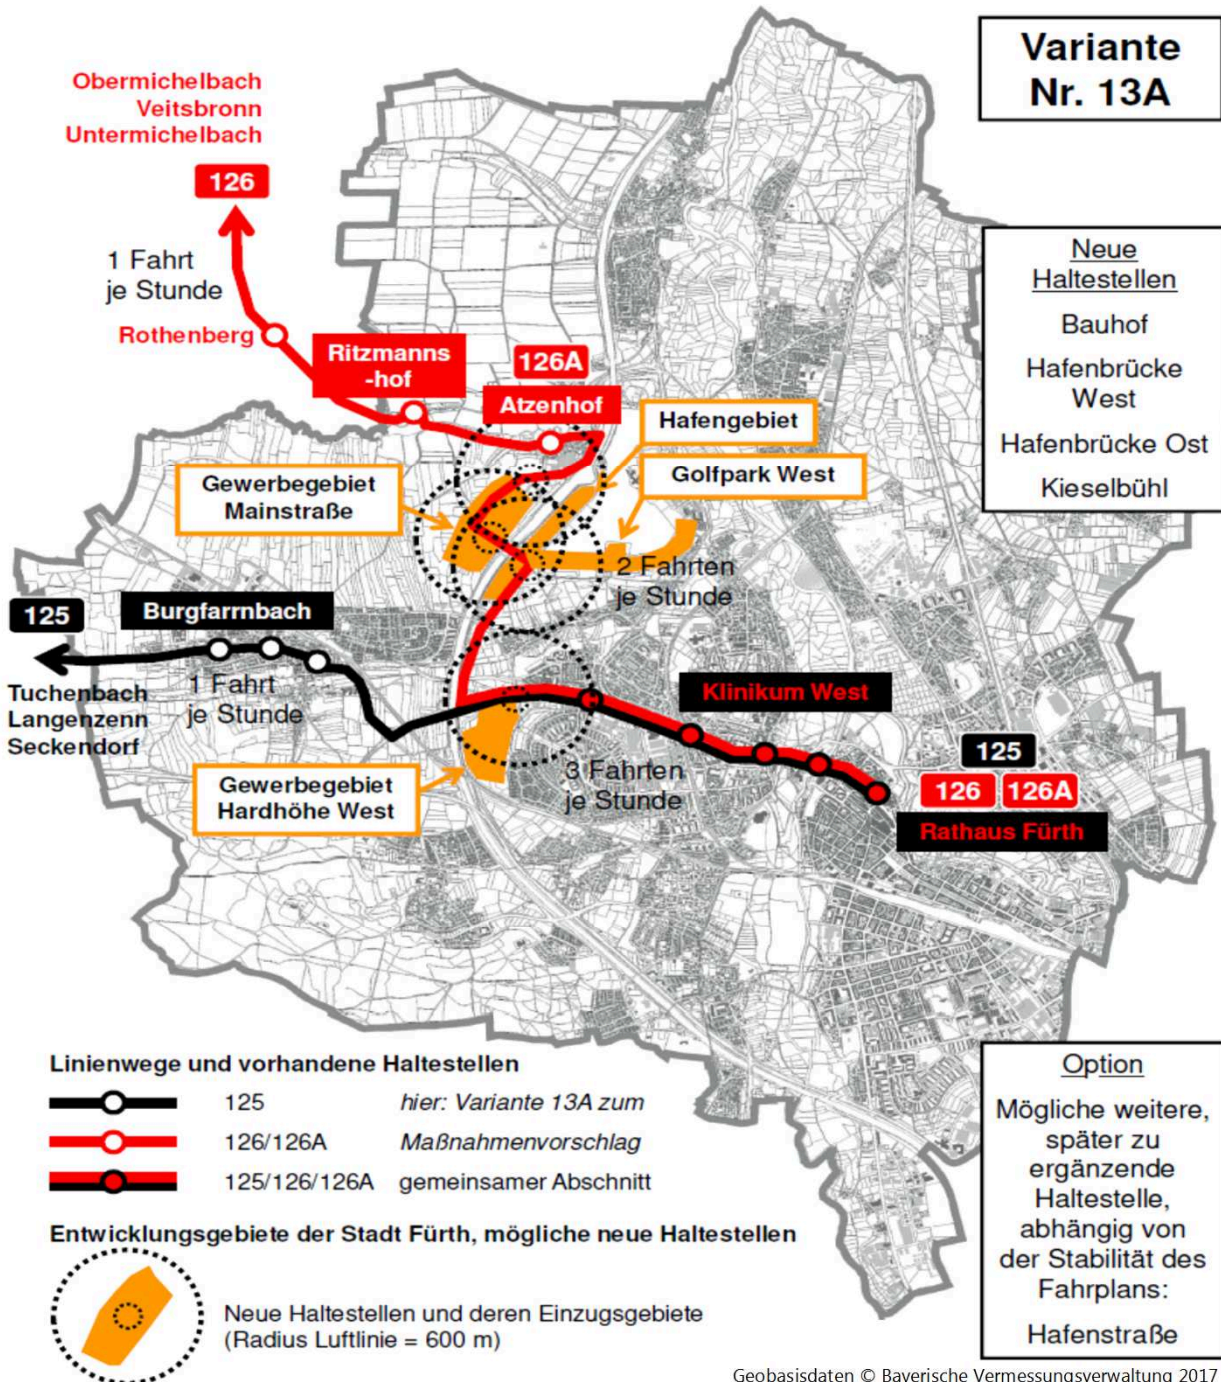 Variante
Nr. 13A
Obermichelbach
Veitsbronn
Untermichelbach
126
1 Fahrt
je Stunde
Rothenberg
Ritzmanns
-hof
126A
Atzenhof
Hafengebiet
Golfpark West
Gewerbegebiet
Mainstraße
2 Fahrten
je Stunde
Neue
Haltestellen
Bauhof
Hafenbrücke
West
Hafenbrücke Ost
Kieselbühl
125
Burgfarrnbach
Tuchenbach
Langenzenn
Seckendorf
1 Fahrt
je Stunde
Klinikum West
Gewerbegebiet
Hardhöhe West
3 Fahrten
je Stunde
125
126 126A
Rathaus Fürth
Linienwege und vorhandene Haltestellen
125 hier: Variante 13A zum
126/126A Maßnahmenvorschlag
125/126/126A gemeinsamer Abschnitt
Entwicklungsgebiete der Stadt Fürth, mögliche neue Haltestellen
Neue Haltestellen und deren Einzugsgebiete
(Radius Luftlinie = 600 m)
Option
Mögliche weitere,
später zu
ergänzende
Haltestelle,
abhängig von
der Stabilität des
Fahrplans:
Hafenstraße
Geobasisdaten © Bayerische Vermessungsverwaltung 2017